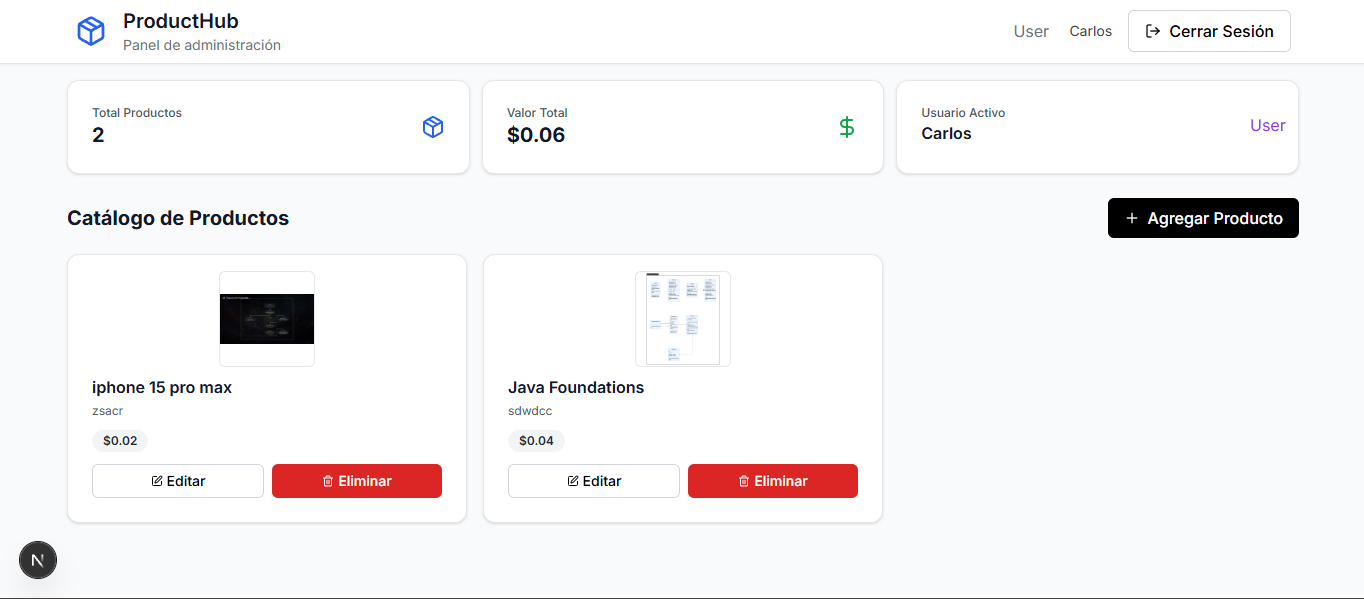 ProductHub
Panel de administración
User
Carlos
Cerrar Sesión
Total Productos
2
Valor Total
$0.06
$
Usuario Activo
Carlos
User
Catálogo de Productos
+ Agregar Producto
iphone 15 pro max
zsacr
$0.02
Editar
Eliminar
Java Foundations
sdwdcc
$0.04
Editar
Eliminar
N